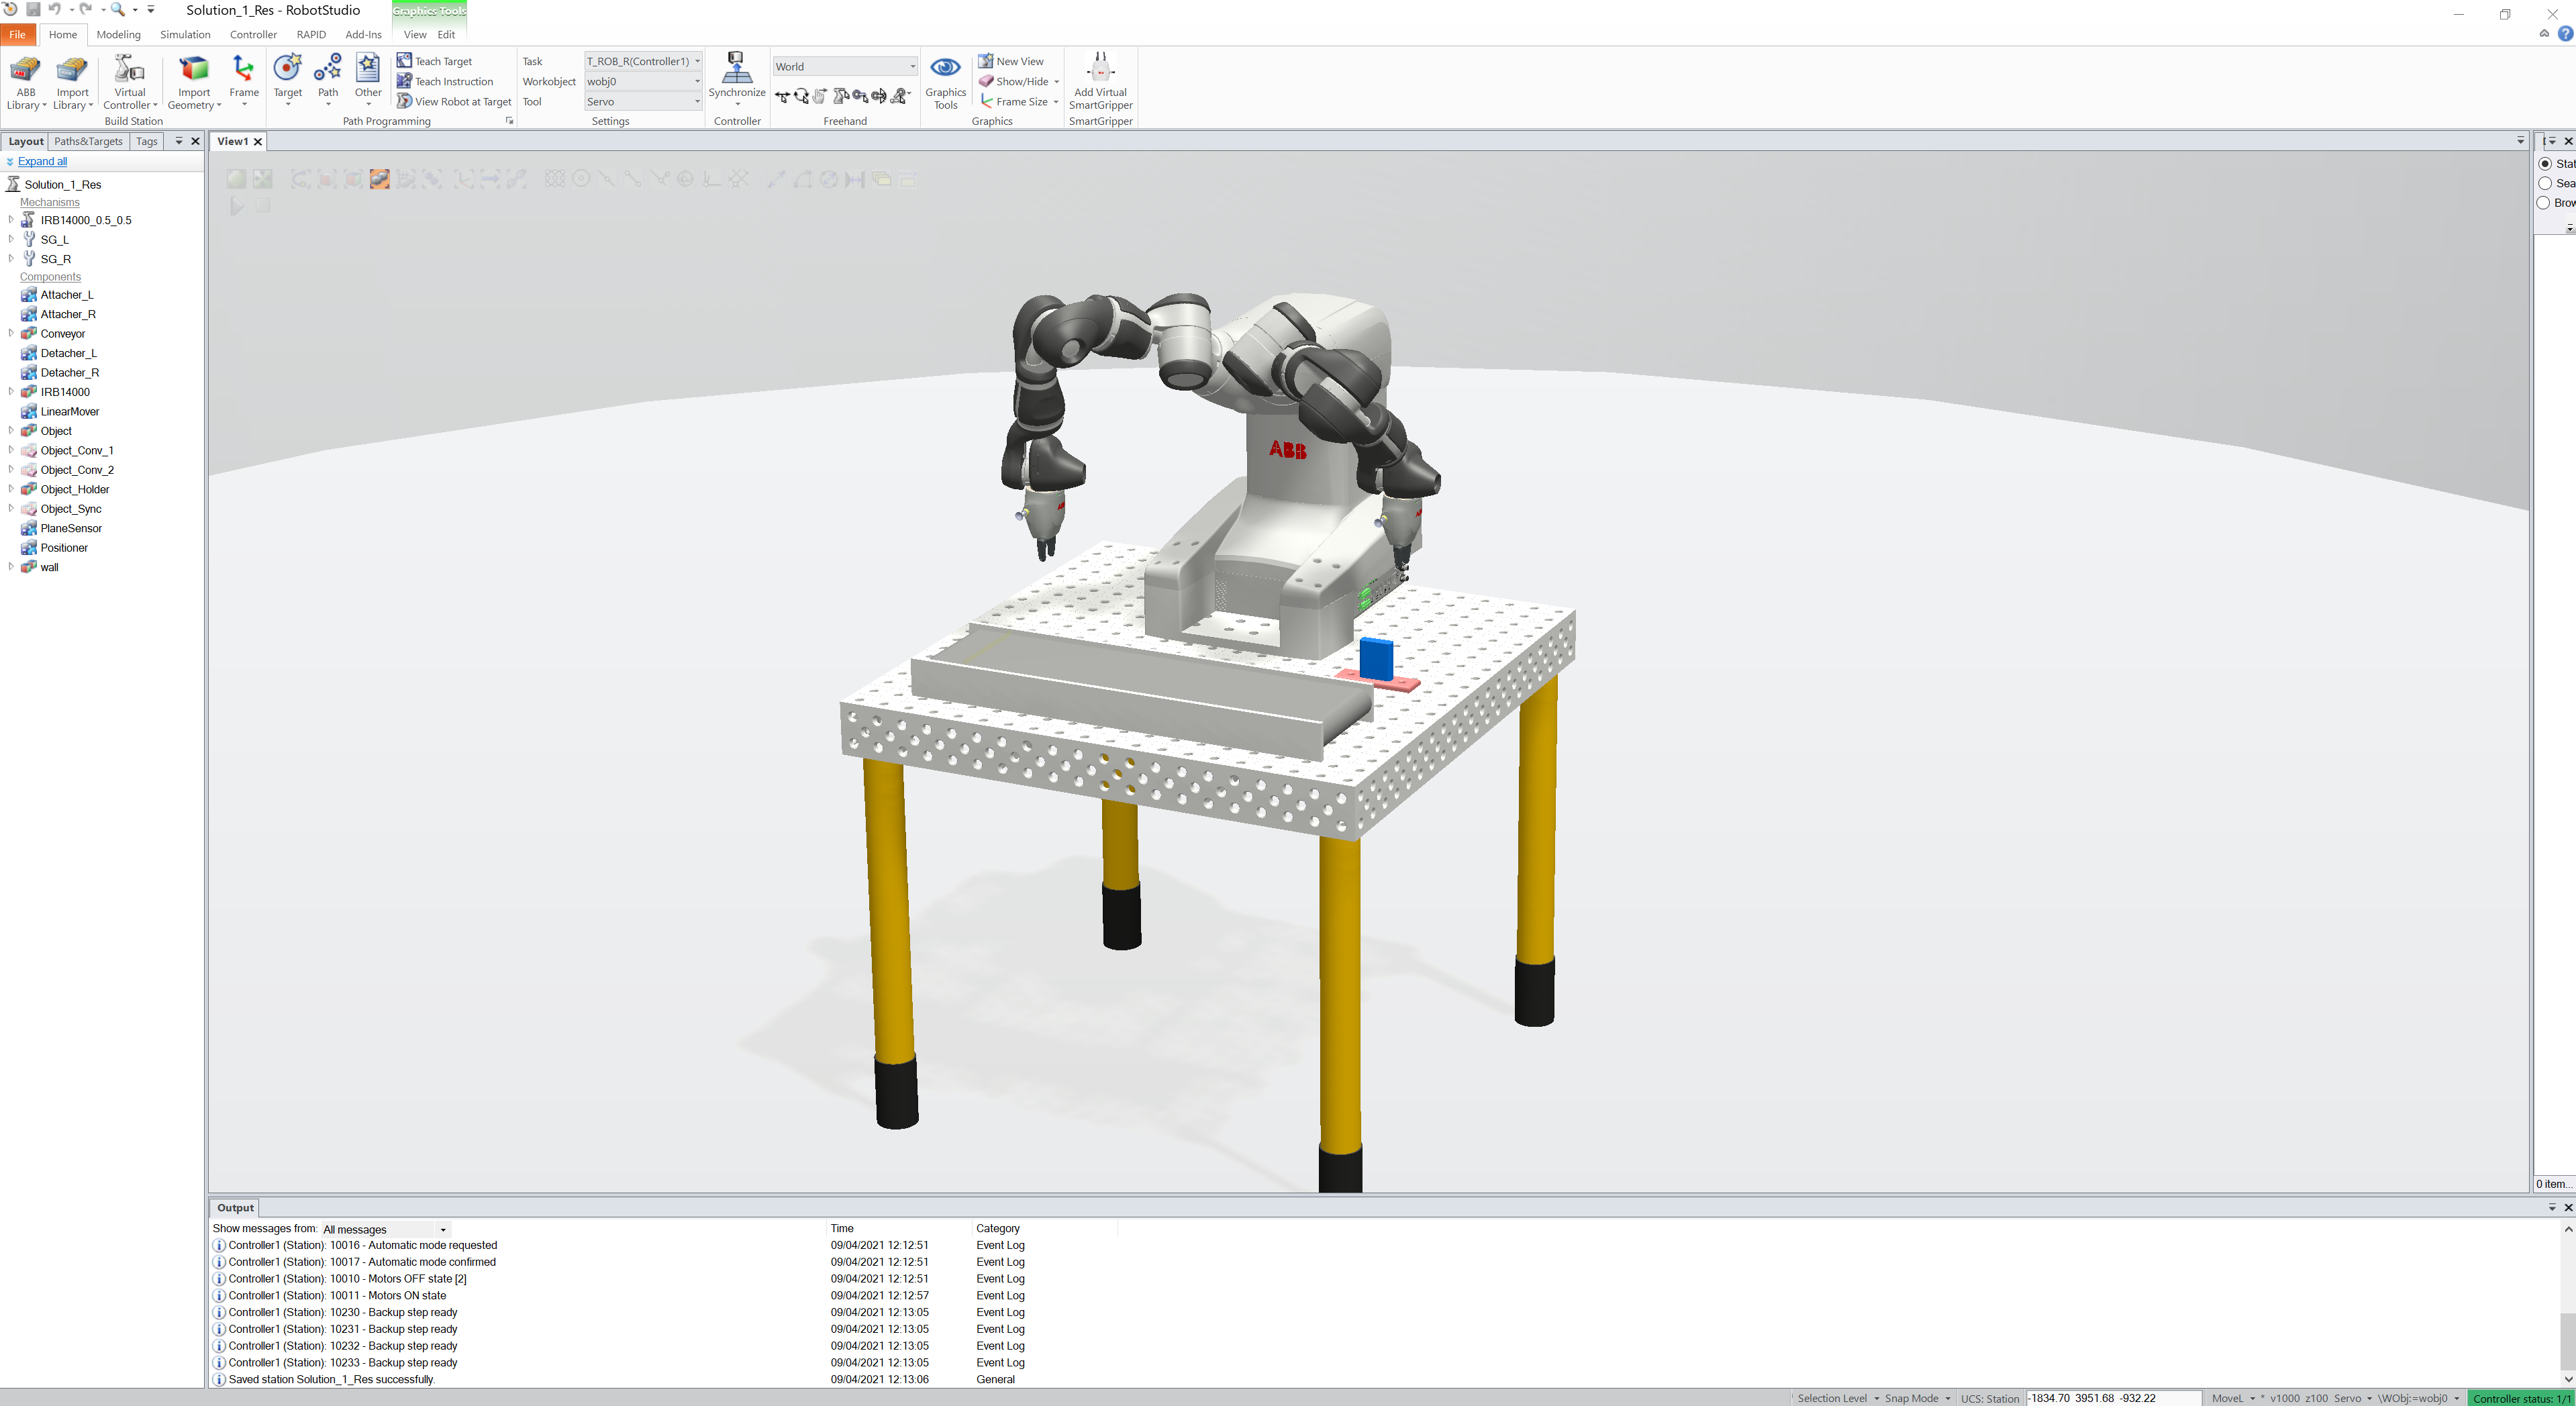 Solution_1_Res - RobotStudio
Graphics Tools
File Home Modeling Simulation Controller RAPID Add-Ins View Edit
ABB Library
Import Library
Virtual Controller
Build Station
Import Geometry
Frame
Target
Path
Other
Teach Target
Teach Instruction
View Robot at Target
Path Programming
Task T_ROB_R(Controller1)
Workobject wobj0
Tool Servo
Settings
Synchronize
Controller
World
Freehand
Graphics Tools
New View
Show/Hide
Frame Size
Graphics
Add Virtual SmartGripper
SmartGripper
Layout Paths&Targets Tags
Expand all
Solution_1_Res
Mechanisms
IRB14000_0.5_0.5
SG_L
SG_R
Components
Attacher_L
Attacher_R
Conveyor
Detacher_L
Detacher_R
IRB14000
LinearMover
Object
Object_Conv_1
Object_Conv_2
Object_Holder
Object_Sync
PlaneSensor
Positioner
wall
View1
ABB
Stat
Sea
Brow
0 item...
Output
Show messages from: All messages Time Category
Controller1 (Station): 10016 - Automatic mode requested 09/04/2021 12:12:51 Event Log
Controller1 (Station): 10017 - Automatic mode confirmed 09/04/2021 12:12:51 Event Log
Controller1 (Station): 10010 - Motors OFF state [2] 09/04/2021 12:12:51 Event Log
Controller1 (Station): 10011 - Motors ON state 09/04/2021 12:12:57 Event Log
Controller1 (Station): 10230 - Backup step ready 09/04/2021 12:13:05 Event Log
Controller1 (Station): 10231 - Backup step ready 09/04/2021 12:13:05 Event Log
Controller1 (Station): 10232 - Backup step ready 09/04/2021 12:13:05 Event Log
Controller1 (Station): 10233 - Backup step ready 09/04/2021 12:13:05 Event Log
Saved station Solution_1_Res successfully. 09/04/2021 12:13:06 General
Selection Level Snap Mode UCS: Station -1834.70 3951.68 -932.22 MoveL * v1000 z100 Servo \WObj:=wobj0 Controller status: 1/1